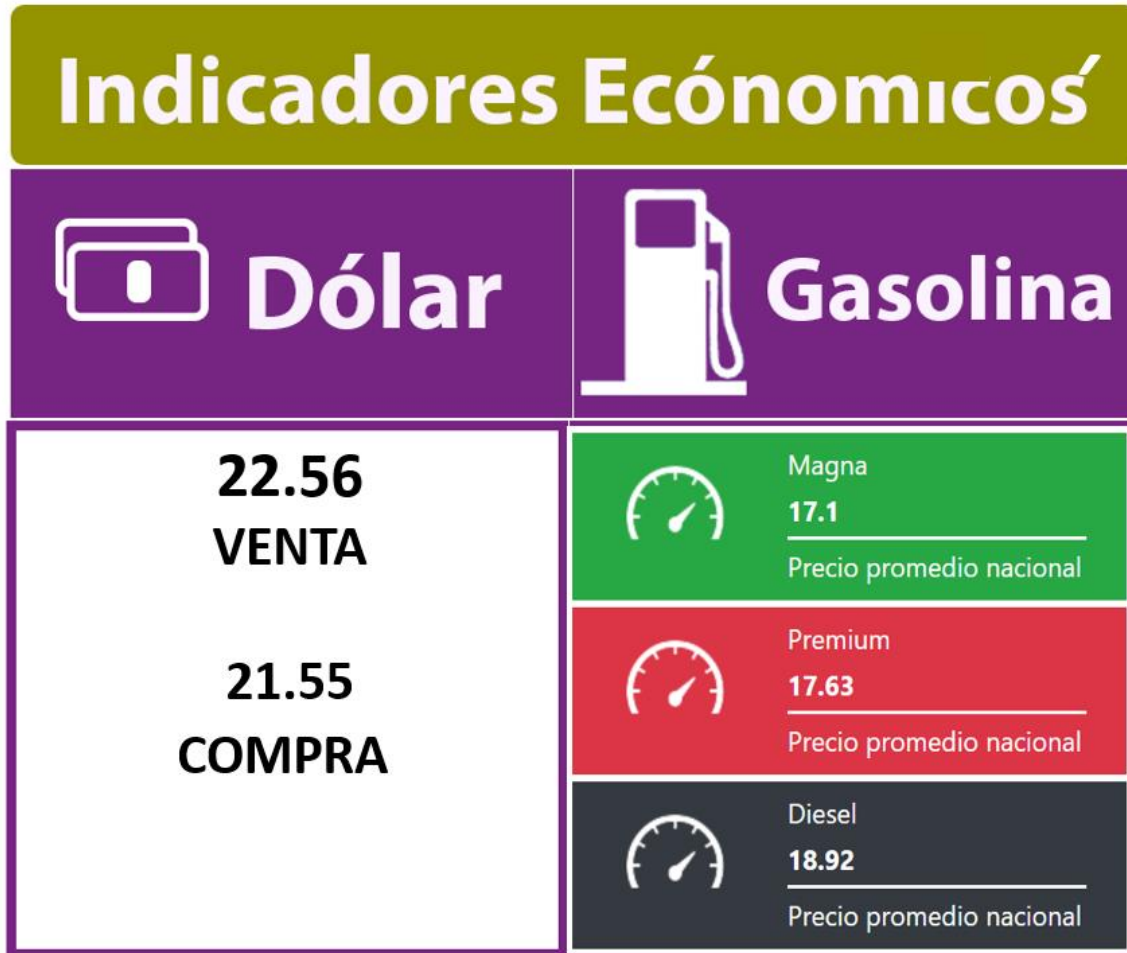 Indicadores Ecónomıcoś
Dólar
Gasolina
22.56
VENTA
21.55
COMPRA
Magna
17.1
Precio promedio nacional
Premium
17.63
Precio promedio nacional
Diesel
18.92
Precio promedio nacional